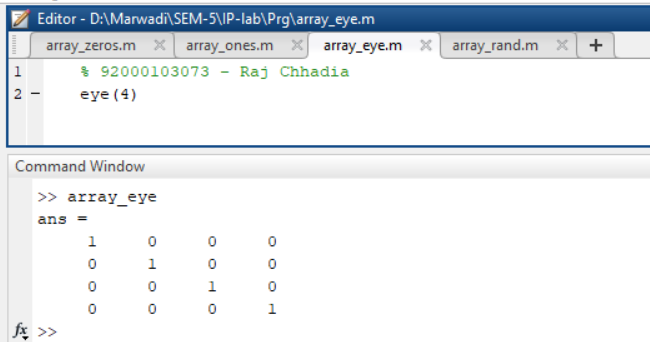 Editor - D:\Marwadi\SEM-5\IP-lab\Prg\array_eye.m
array_zeros.m × array_ones.m × array_eye.m × array_rand.m × +
1 % 92000103073 - Raj Chhadia
2 - eye(4)
Command Window
>> array_eye
ans =
1 0 0 0
0 1 0 0
0 0 1 0
0 0 0 1
fx >>